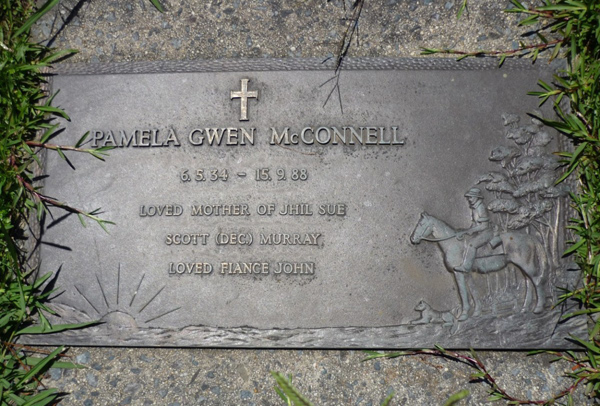 PAMELA GWEN McCONNELL
6.5.34 - 15.9.88
LOVED MOTHER OF JHIL SUE
SCOTT (DEC) MURRAY,
LOVED FIANCE JOHN